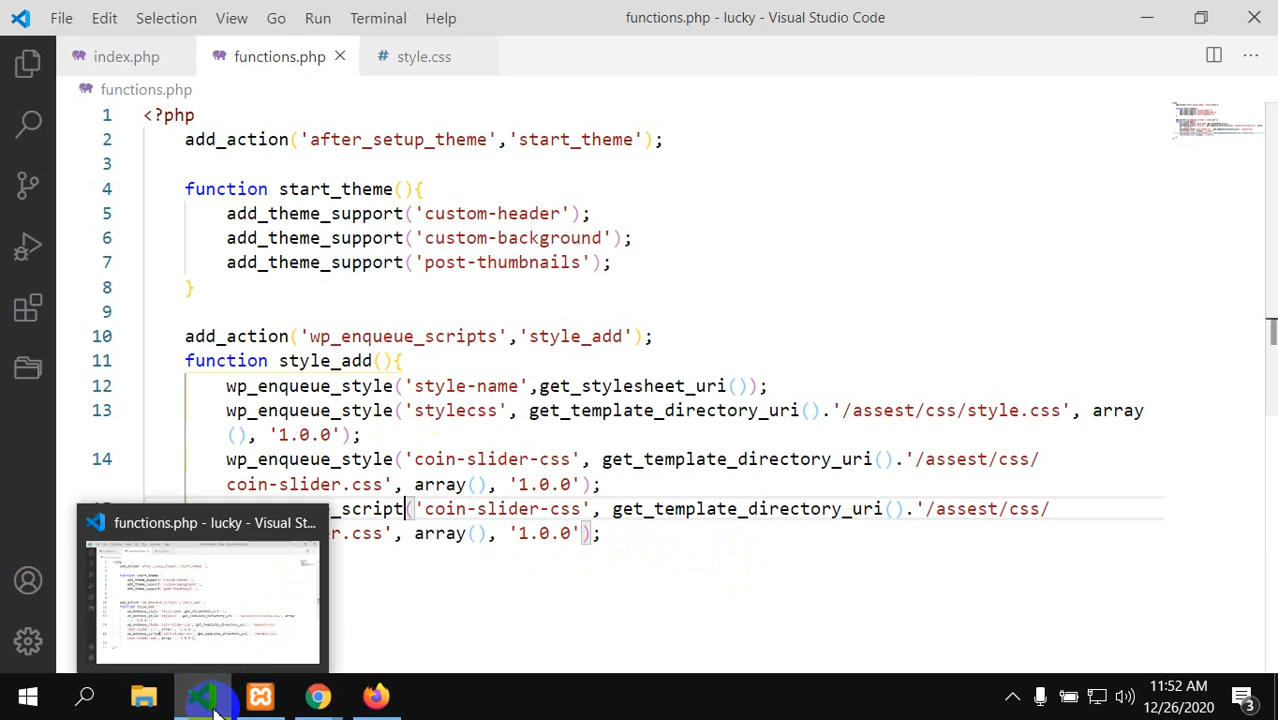 File Edit Selection View Go Run Terminal Help functions.php - lucky - Visual Studio Code
index.php functions.php # style.css
functions.php
1 <?php
2 add_action('after_setup_theme','start_theme');
3
4 function start_theme(){
5 add_theme_support('custom-header');
6 add_theme_support('custom-background');
7 add_theme_support('post-thumbnails');
8 }
9
10 add_action('wp_enqueue_scripts','style_add');
11 function style_add(){
12 wp_enqueue_style('style-name',get_stylesheet_uri());
13 wp_enqueue_style('stylecss', get_template_directory_uri().'/assest/css/style.css', array
(), '1.0.0');
14 wp_enqueue_style('coin-slider-css', get_template_directory_uri().'/assest/css/
coin-slider.css', array(), '1.0.0');
_script('coin-slider-css', get_template_directory_uri().'/assest/css/
r.css', array(), '1.0.0');
functions.php - lucky - Visual St...
11:52 AM
12/26/2020
3